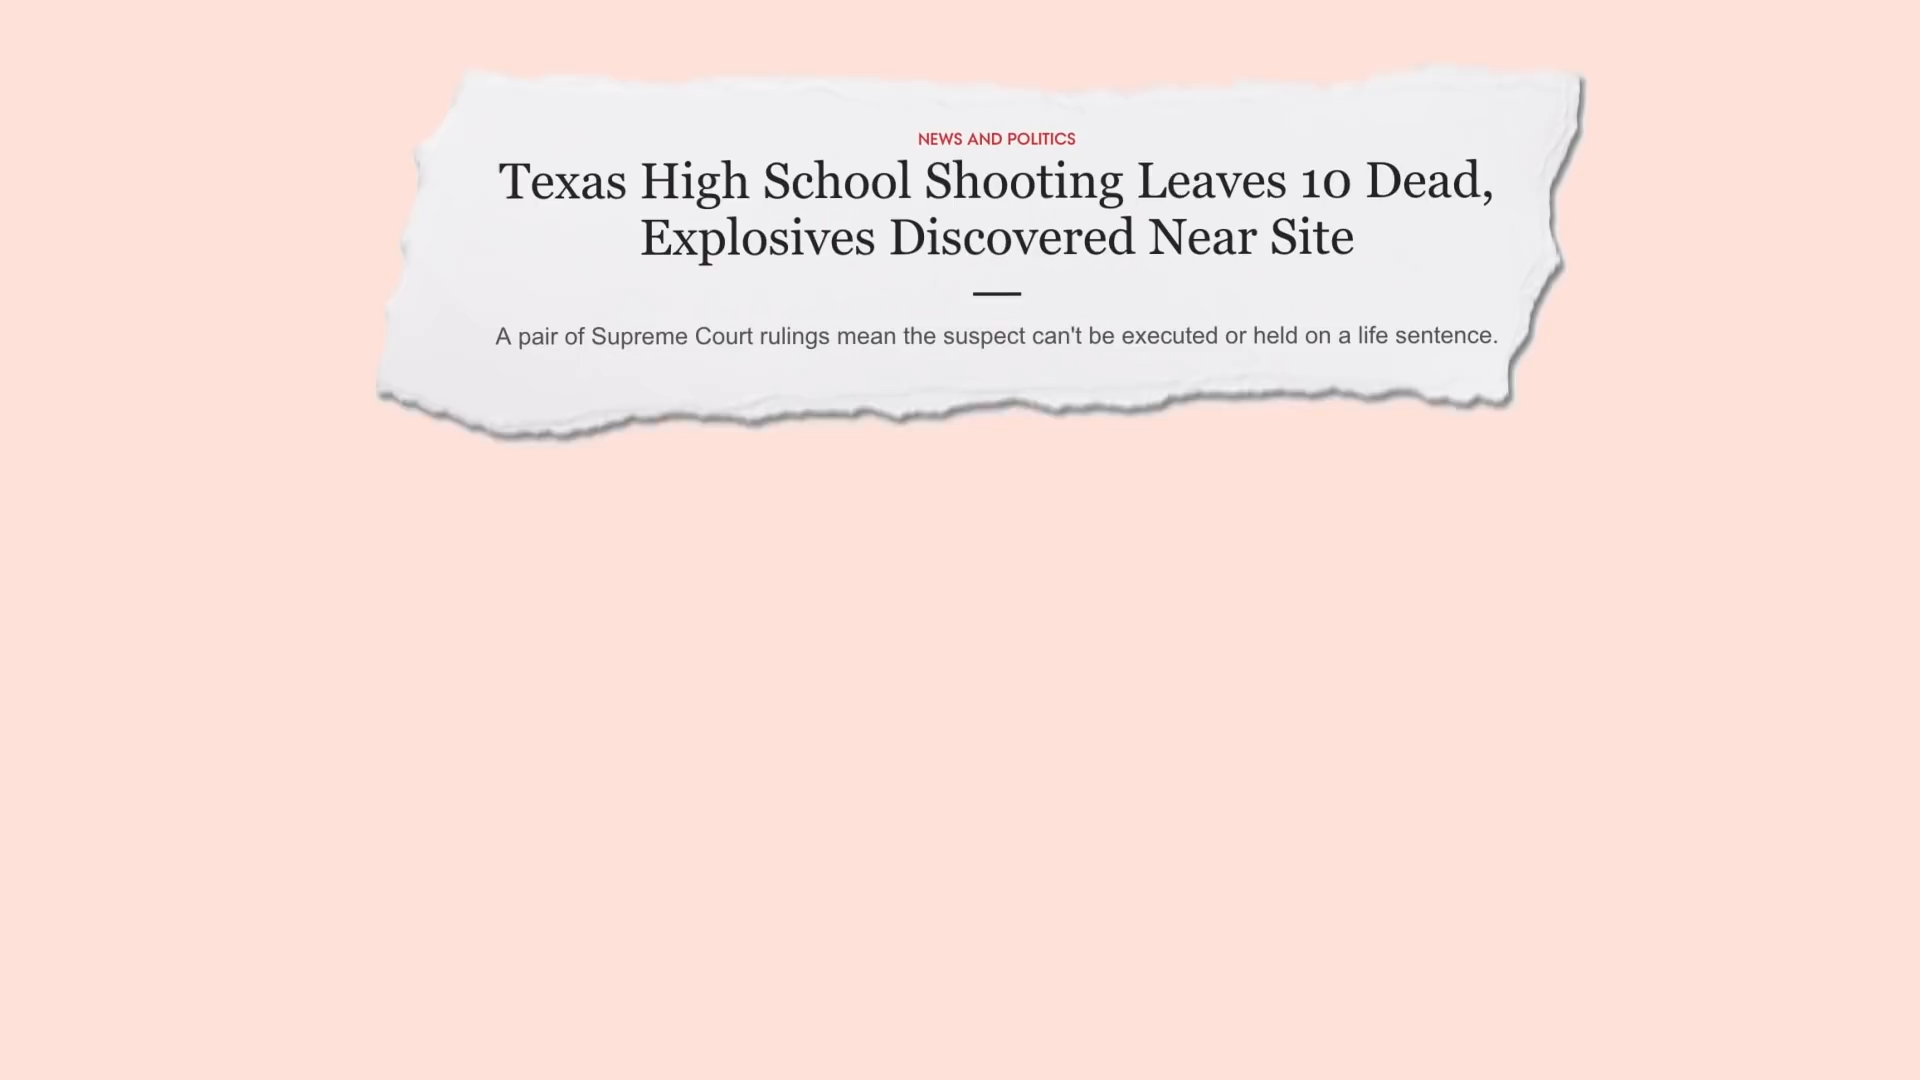 NEWS AND POLITICS
Texas High School Shooting Leaves 10 Dead,
Explosives Discovered Near Site
A pair of Supreme Court rulings mean the suspect can't be executed or held on a life sentence.